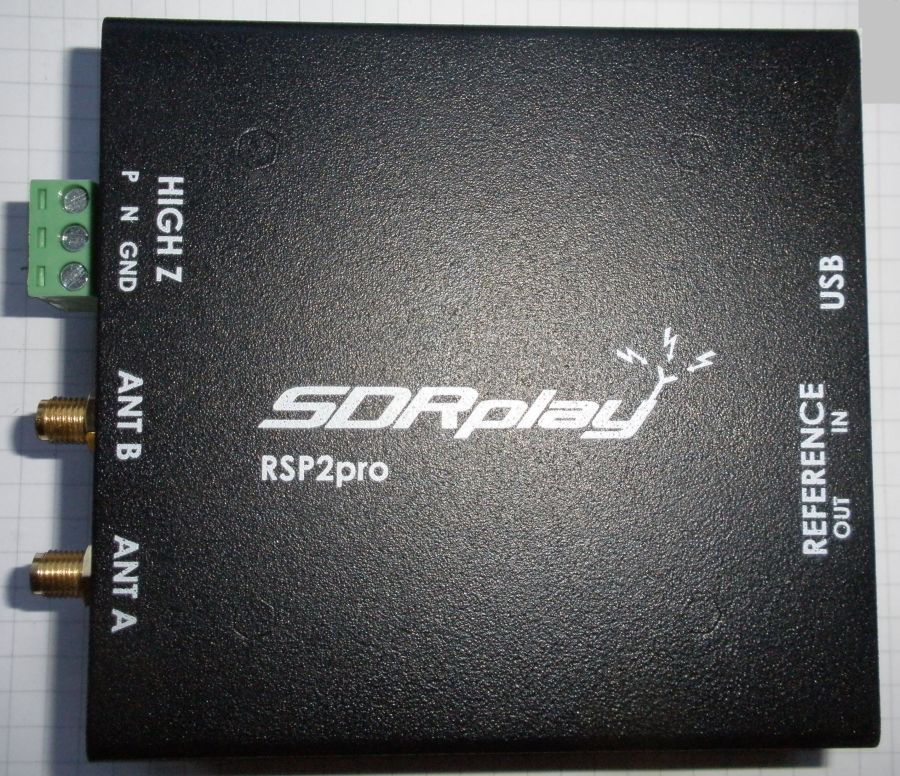 HIGH Z
P N GND
ANT B
ANT A
SDRplay
RSP2pro
USB
REFERENCE
OUT IN